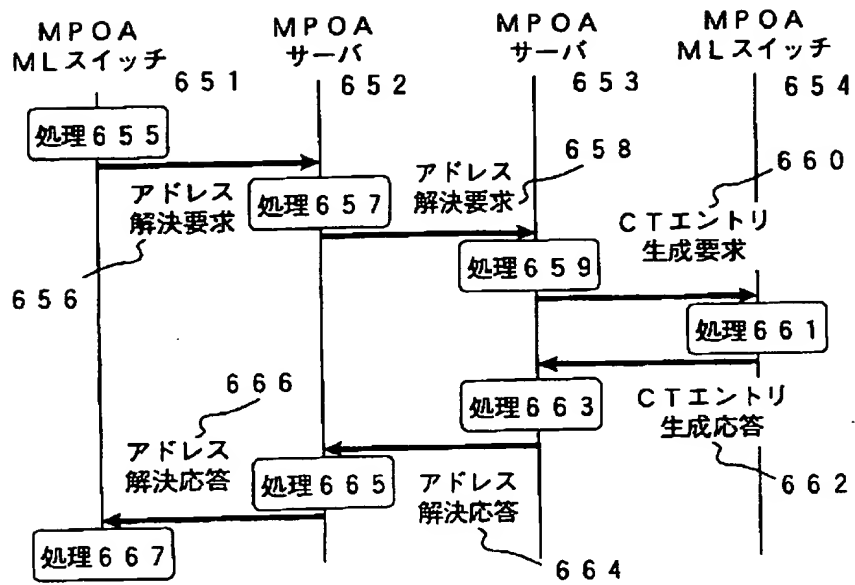 MPOA
MLスイッチ
651
MPOA
サーバ
652
MPOA
サーバ
653
MPOA
MLスイッチ
654
処理655
アドレス
解決要求
656
処理657
アドレス
解決要求
658
処理659
660
CTエントリ
生成要求
処理661
CTエントリ
生成応答
662
処理663
アドレス
解決応答
664
処理665
666
アドレス
解決応答
処理667